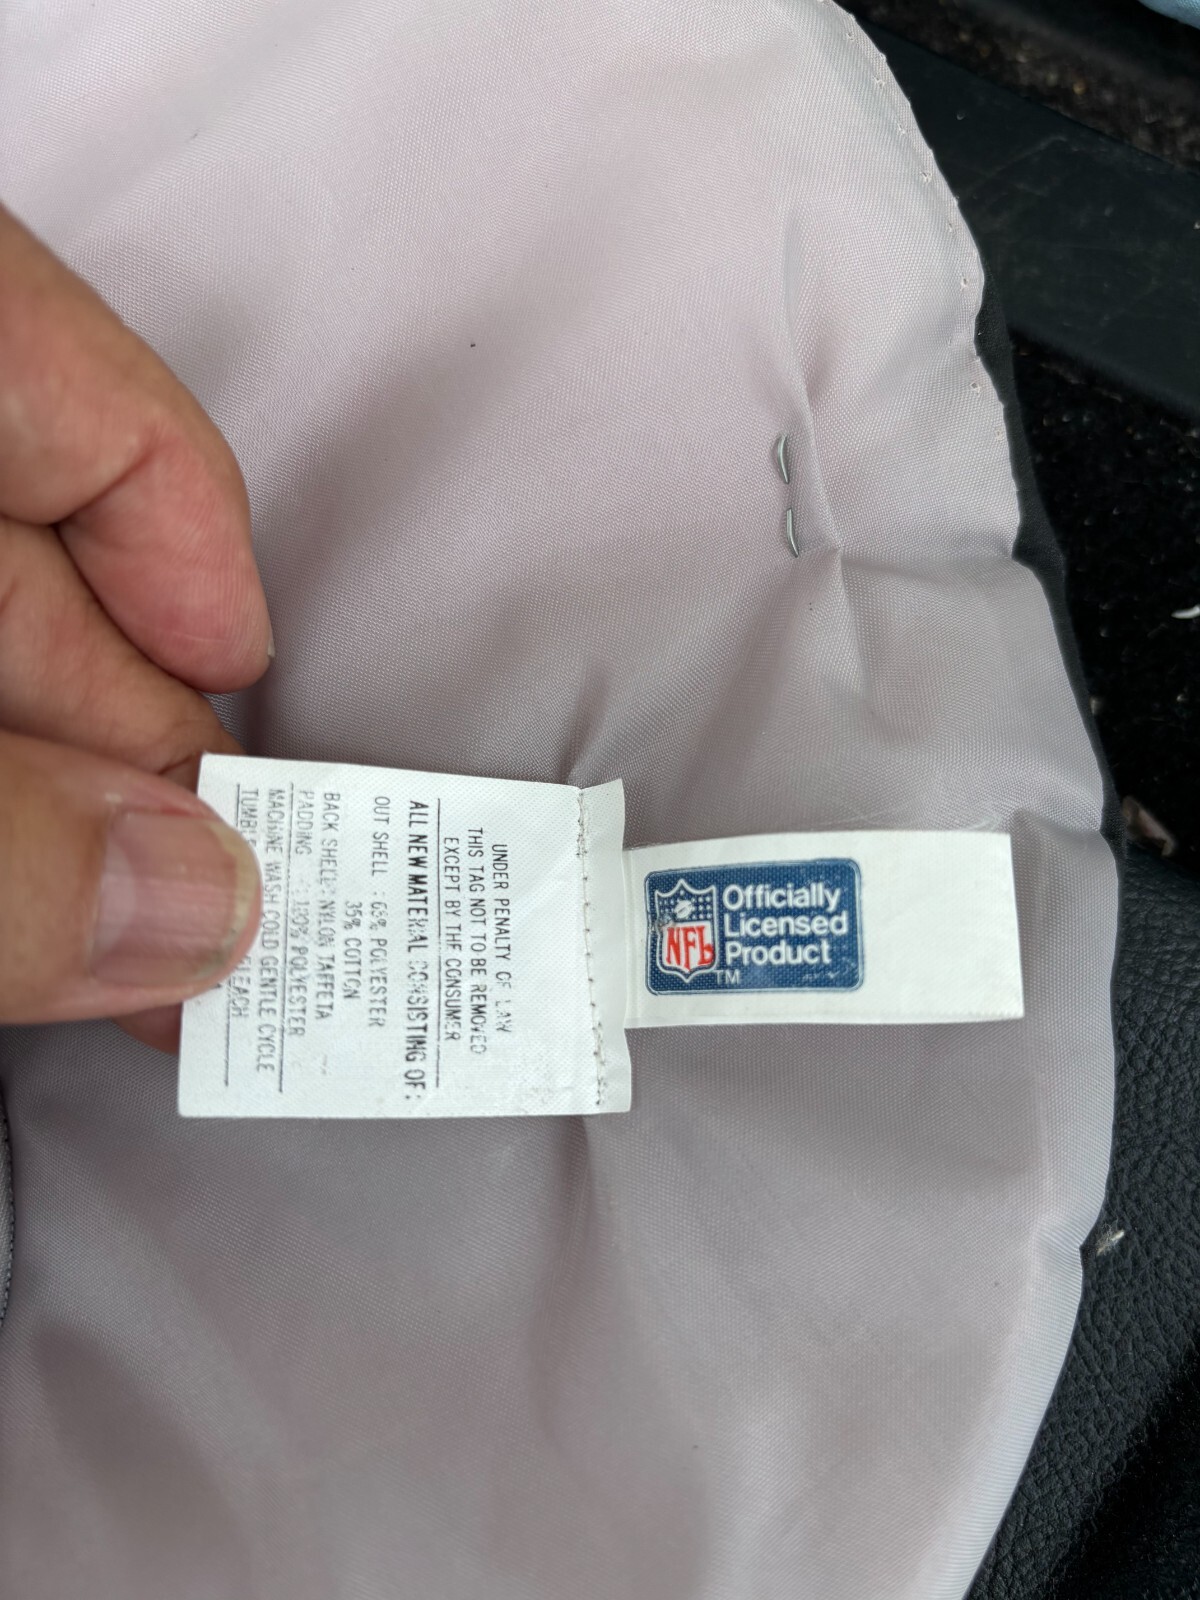 UNDER PENALTY OF LAW
THIS TAG NOT TO BE REMOVED
EXCEPT BY THE CONSUMER
ALL NEW MATERIAL CONSISTING OF:
OUT SHELL : 65% POLYESTER
35% COTTON
BACK SHELL: NYLON TAFFETA
PADDING : 100% POLYESTER
MACHINE WASH COLD GENTLE CYCLE
NFL
Officially
Licensed
Product
TM